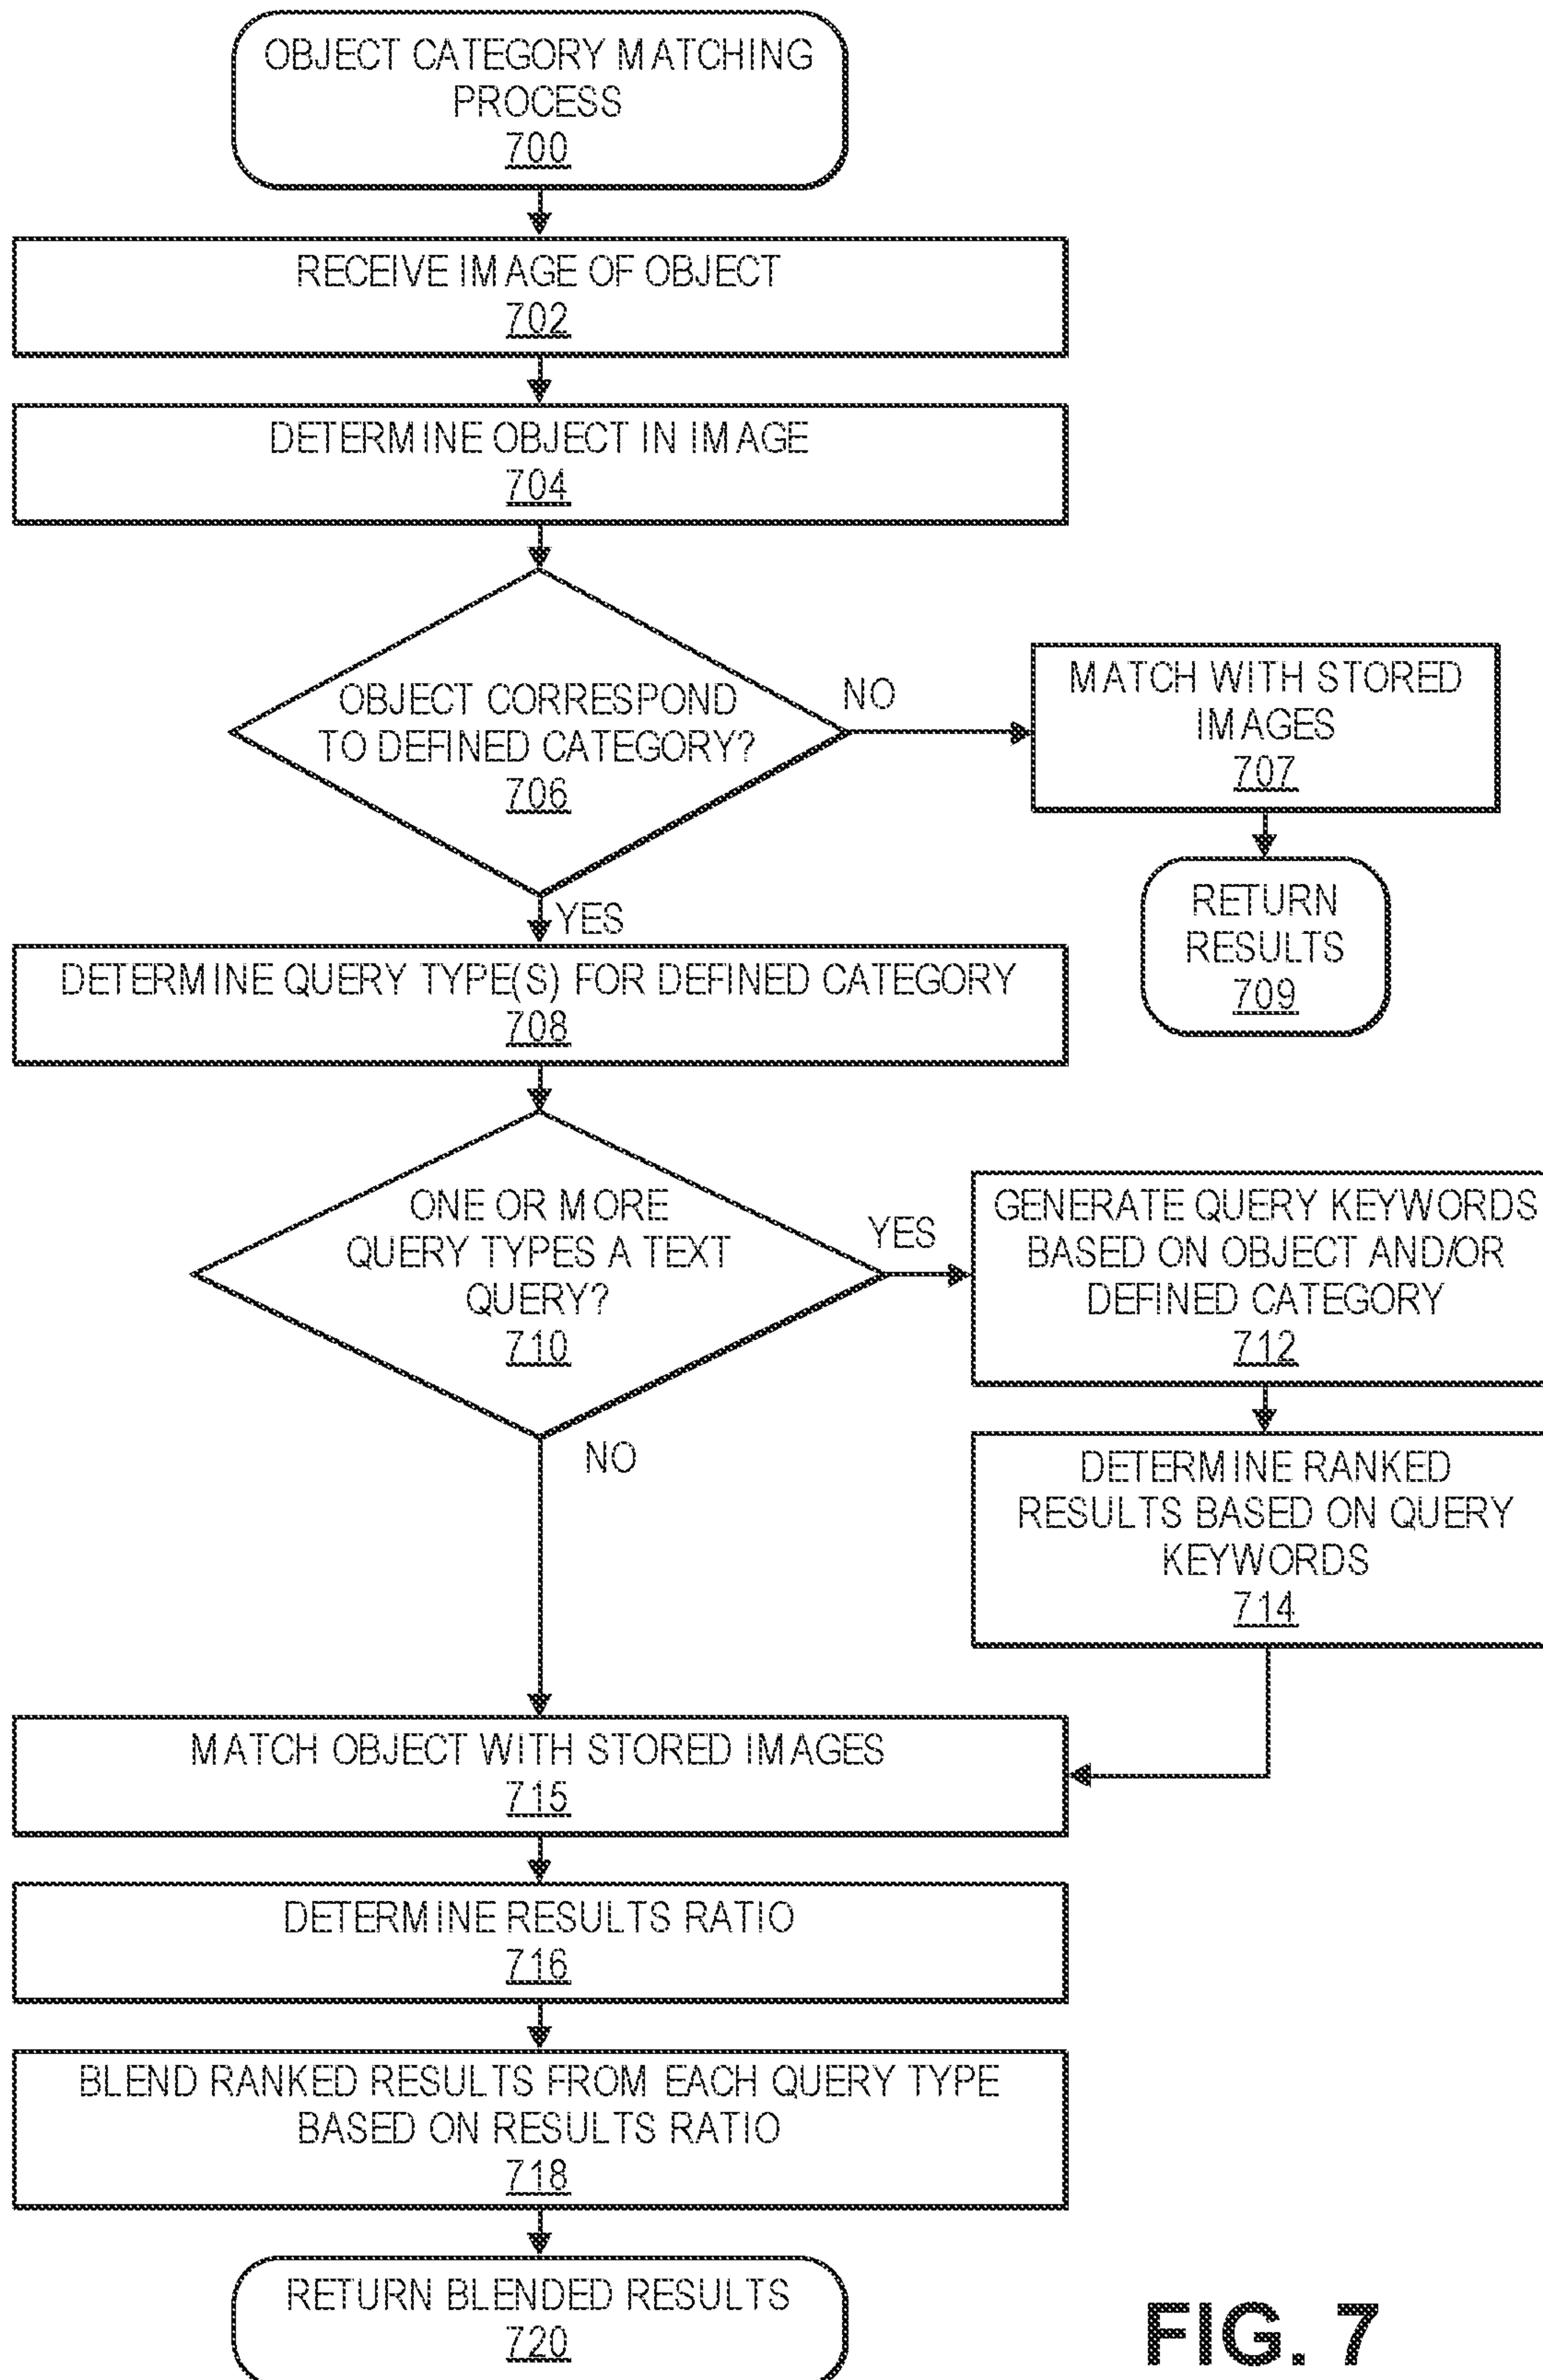 OBJECT CATEGORY MATCHING
PROCESS
700
RECEIVE IMAGE OF OBJECT
702
DETERMINE OBJECT IN IMAGE
704
OBJECT CORRESPOND
TO DEFINED CATEGORY?
706
NO
MATCH WITH STORED
IMAGES
707
RETURN
RESULTS
709
YES
DETERMINE QUERY TYPE(S) FOR DEFINED CATEGORY
708
ONE OR MORE
QUERY TYPES A TEXT
QUERY?
710
YES
GENERATE QUERY KEYWORDS
BASED ON OBJECT AND/OR
DEFINED CATEGORY
712
NO
DETERMINE RANKED
RESULTS BASED ON QUERY
KEYWORDS
714
MATCH OBJECT WITH STORED IMAGES
715
DETERMINE RESULTS RATIO
716
BLEND RANKED RESULTS FROM EACH QUERY TYPE
BASED ON RESULTS RATIO
718
RETURN BLENDED RESULTS
720
FIG. 7